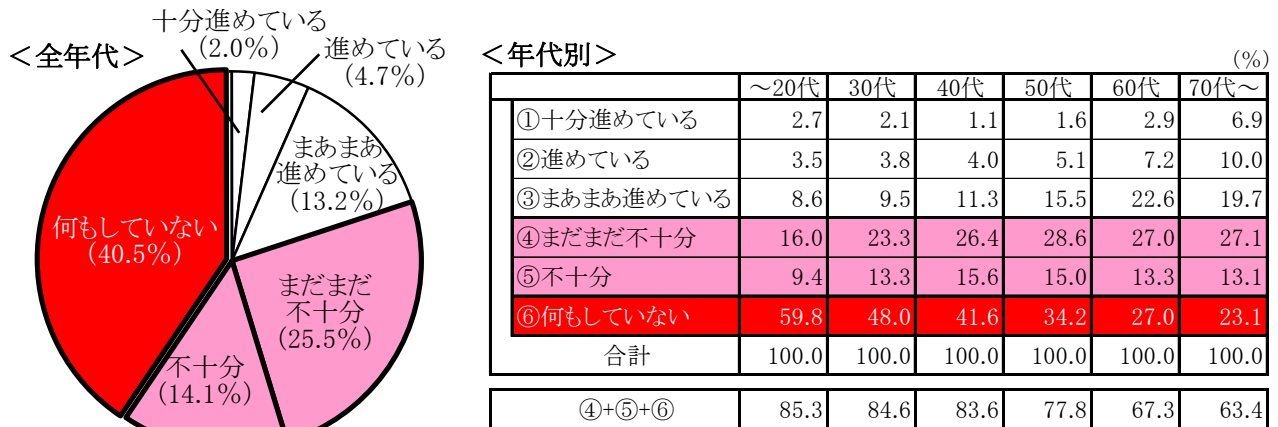 十分進めている
(2.0%)
<全年代>
進めている
(4.7%)
まあまあ
進めている
(13.2%)
何もしていない
(40.5%)
まだまだ
不十分
(25.5%)
不十分
(14.1%)
<年代別>
(%)
～20代 30代 40代 50代 60代 70代～
①十分進めている 2.7 2.1 1.1 1.6 2.9 6.9
②進めている 3.5 3.8 4.0 5.1 7.2 10.0
③まあまあ進めている 8.6 9.5 11.3 15.5 22.6 19.7
④まだまだ不十分 16.0 23.3 26.4 28.6 27.0 27.1
⑤不十分 9.4 13.3 15.6 15.0 13.3 13.1
⑥何もしていない 59.8 48.0 41.6 34.2 27.0 23.1
合計 100.0 100.0 100.0 100.0 100.0 100.0
④+⑤+⑥ 85.3 84.6 83.6 77.8 67.3 63.4